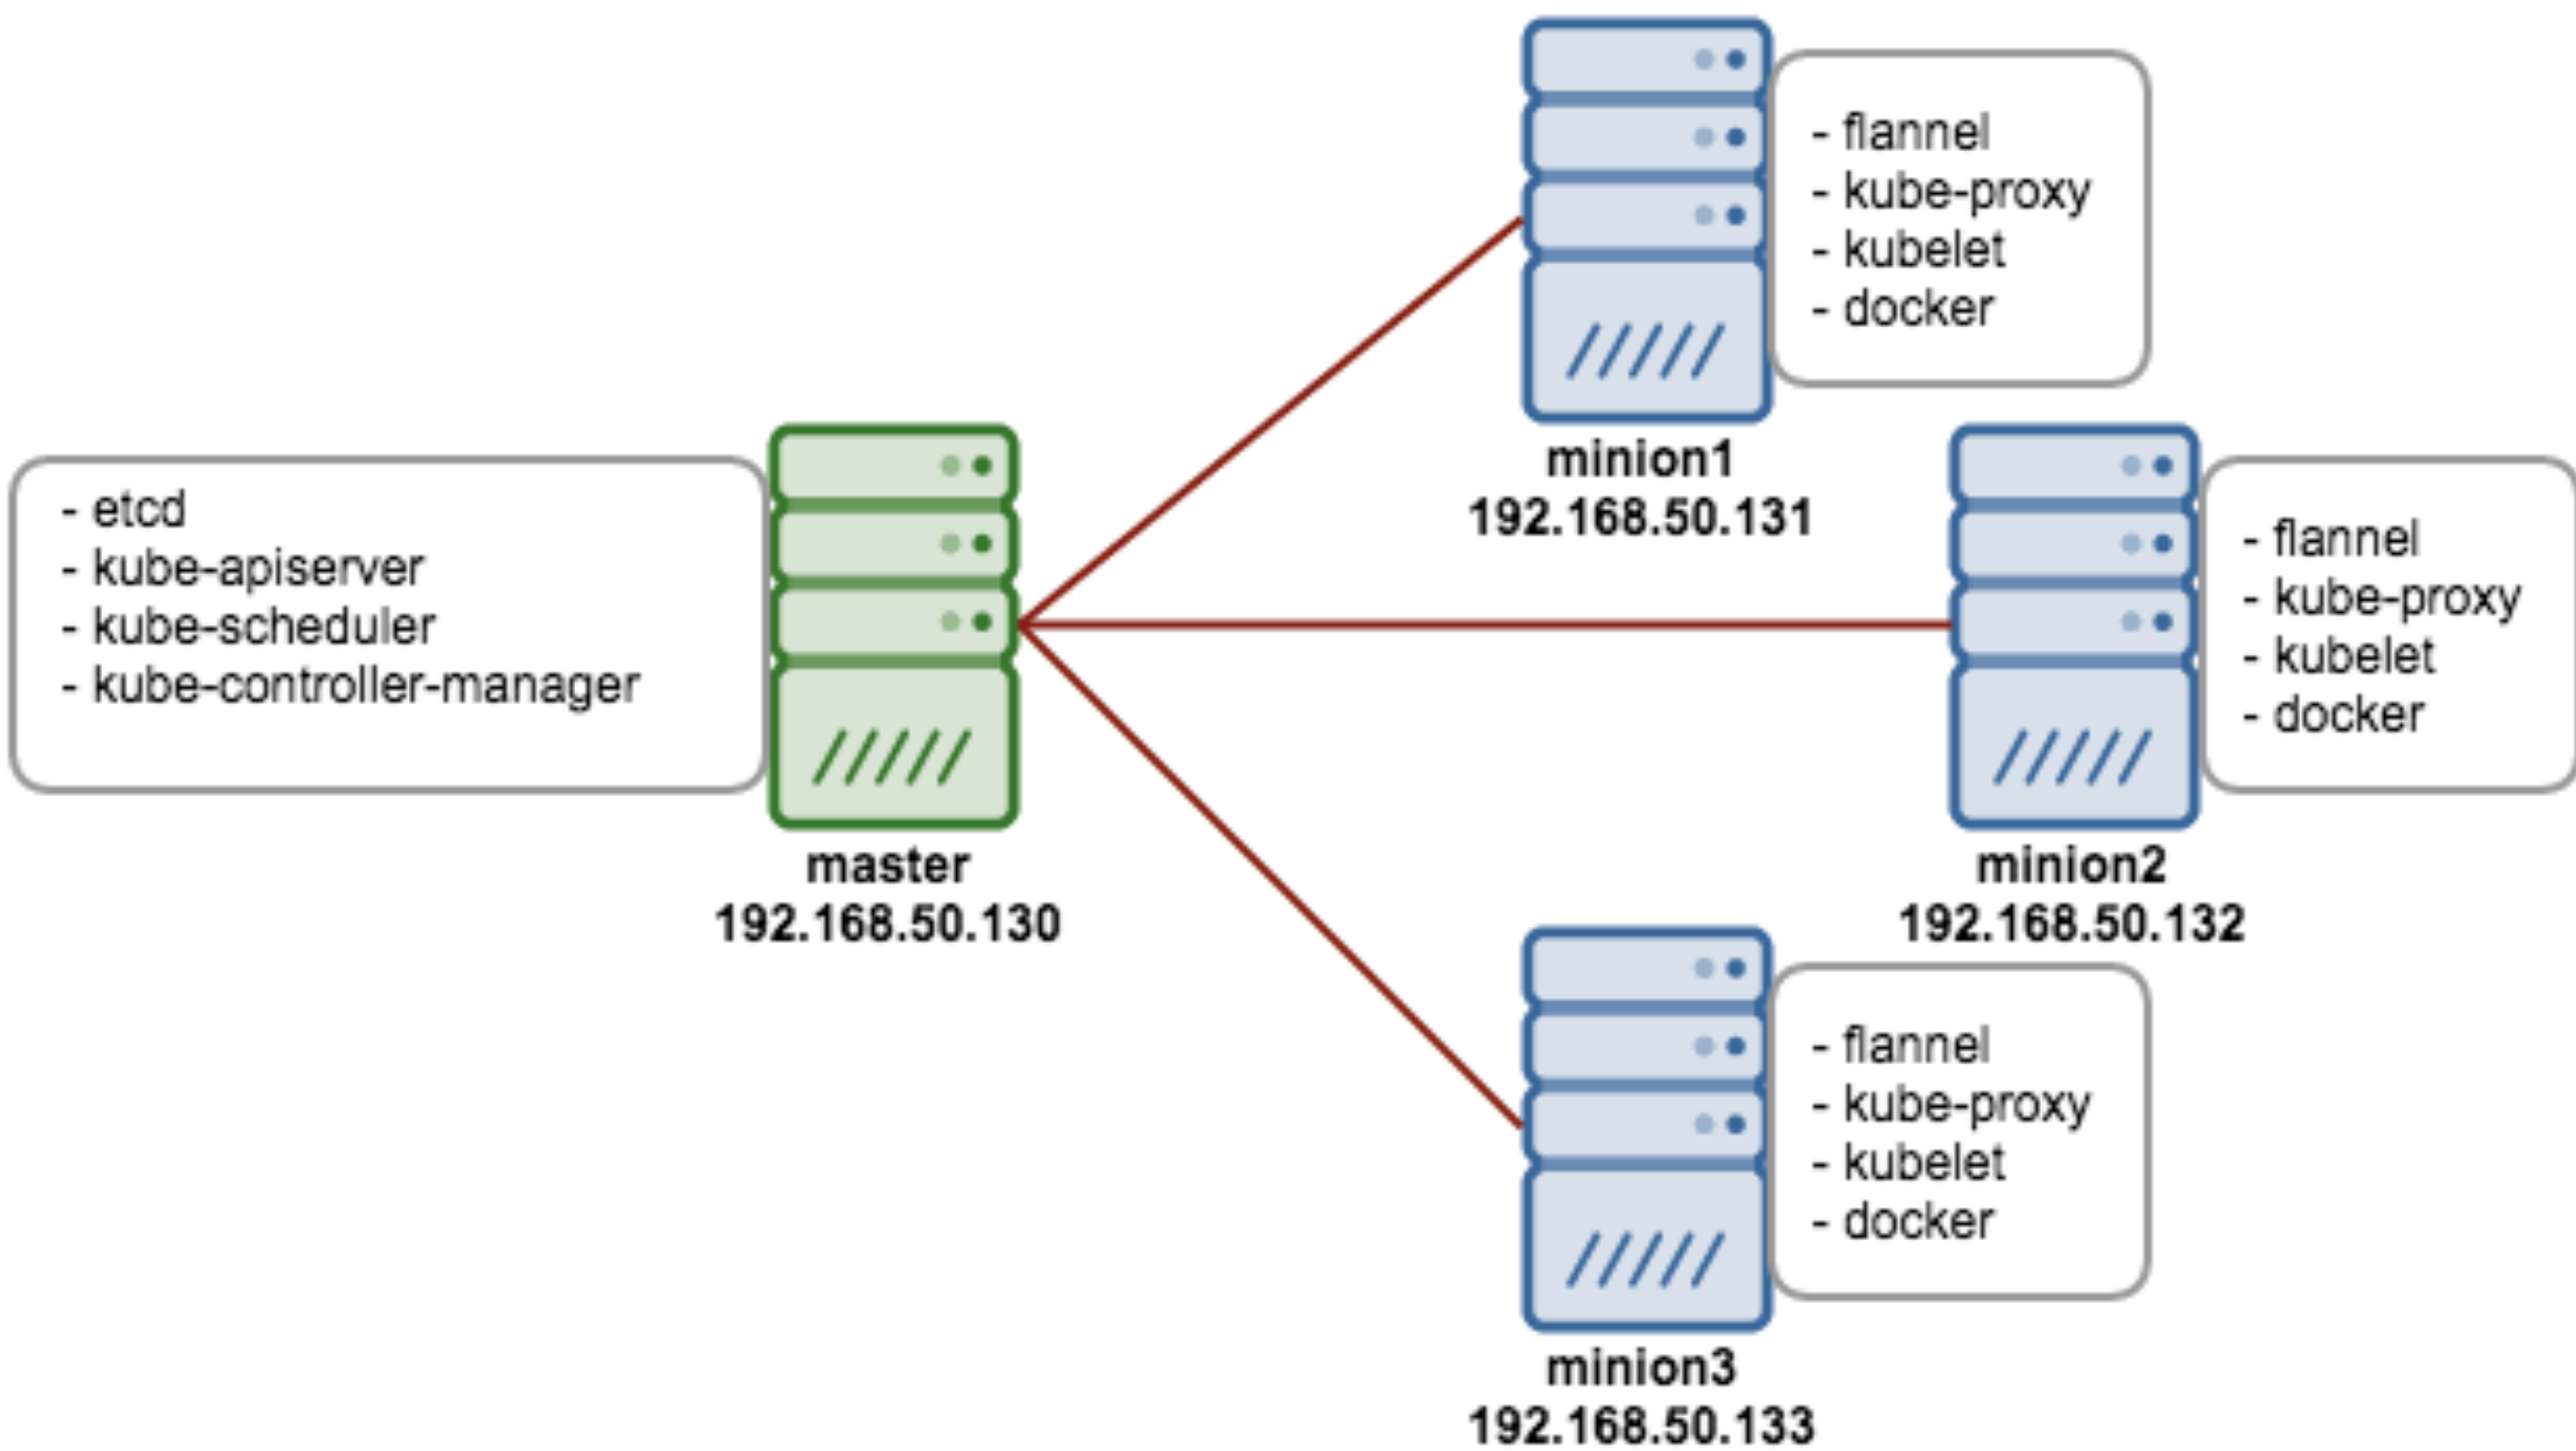 - flannel
- kube-proxy
- kubelet
- docker
minion1
192.168.50.131
- etcd
- kube-apiserver
- kube-scheduler
- kube-controller-manager
master
192.168.50.130
- flannel
- kube-proxy
- kubelet
- docker
minion2
192.168.50.132
- flannel
- kube-proxy
- kubelet
- docker
minion3
192.168.50.133